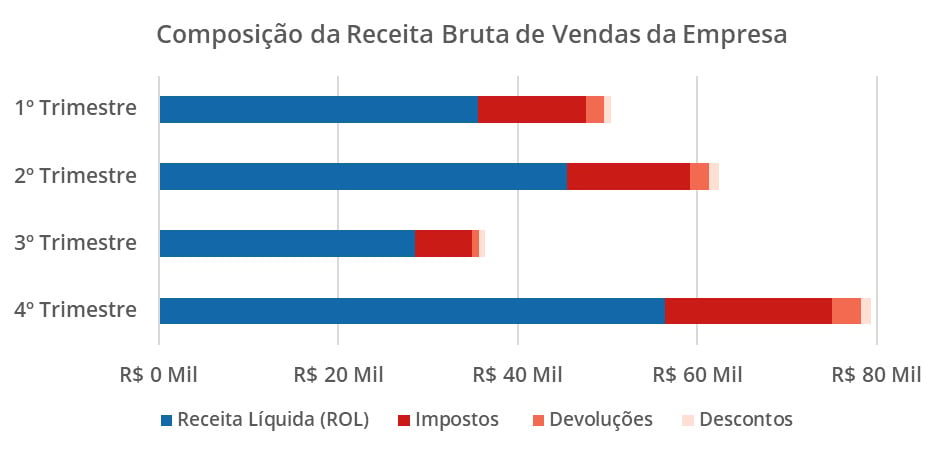 Composição da Receita Bruta de Vendas da Empresa
1º Trimestre
2º Trimestre
3º Trimestre
4º Trimestre
R$ 0 Mil R$ 20 Mil R$ 40 Mil R$ 60 Mil R$ 80 Mil
Receita Líquida (ROL) Impostos Devoluções Descontos